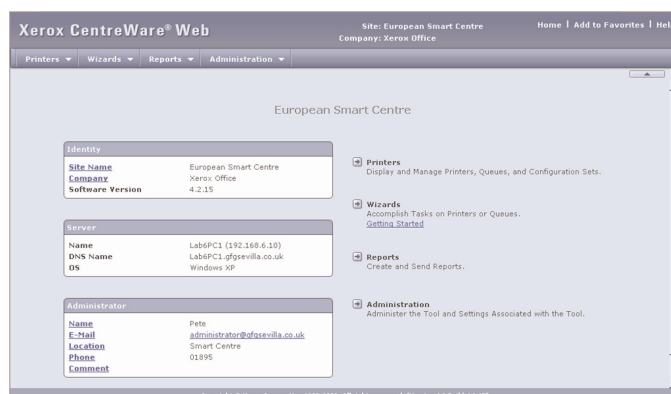 Xerox CentreWare® Web
Site: European Smart Centre
Company: Xerox Office
Home | Add to Favorites |
Printers Wizards Reports Administration
European Smart Centre
Identity
Site Name European Smart Centre
Company Xerox Office
Software Version 4.2.15
Server
Name Lab6PC1 (192.168.6.10)
DNS Name Lab6PC1.gfgsevilla.co.uk
OS Windows XP
Administrator
Name Pete
E-Mail administrator@gfgsevilla.co.uk
Location Smart Centre
Phone 01895
Comment
Printers
Display and Manage Printers, Queues, and Configuration Sets.
Wizards
Accomplish Tasks on Printers or Queues.
Getting Started
Reports
Create and Send Reports.
Administration
Administer the Tool and Settings Associated with the Tool.